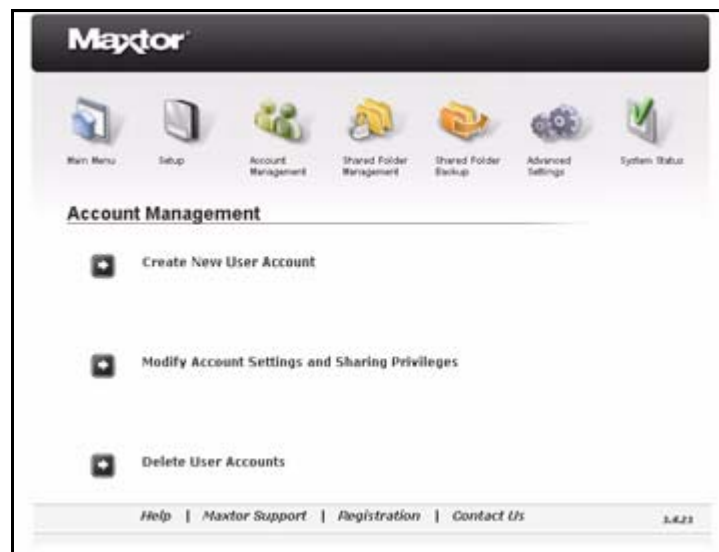 Maxtor
Main Menu
Setup
Account Management
Shared Folder Management
Shared Folder Backup
Advanced Settings
System Status
Account Management
Create New User Account
Modify Account Settings and Sharing Privileges
Delete User Accounts
Help | Maxtor Support | Registration | Contact Us